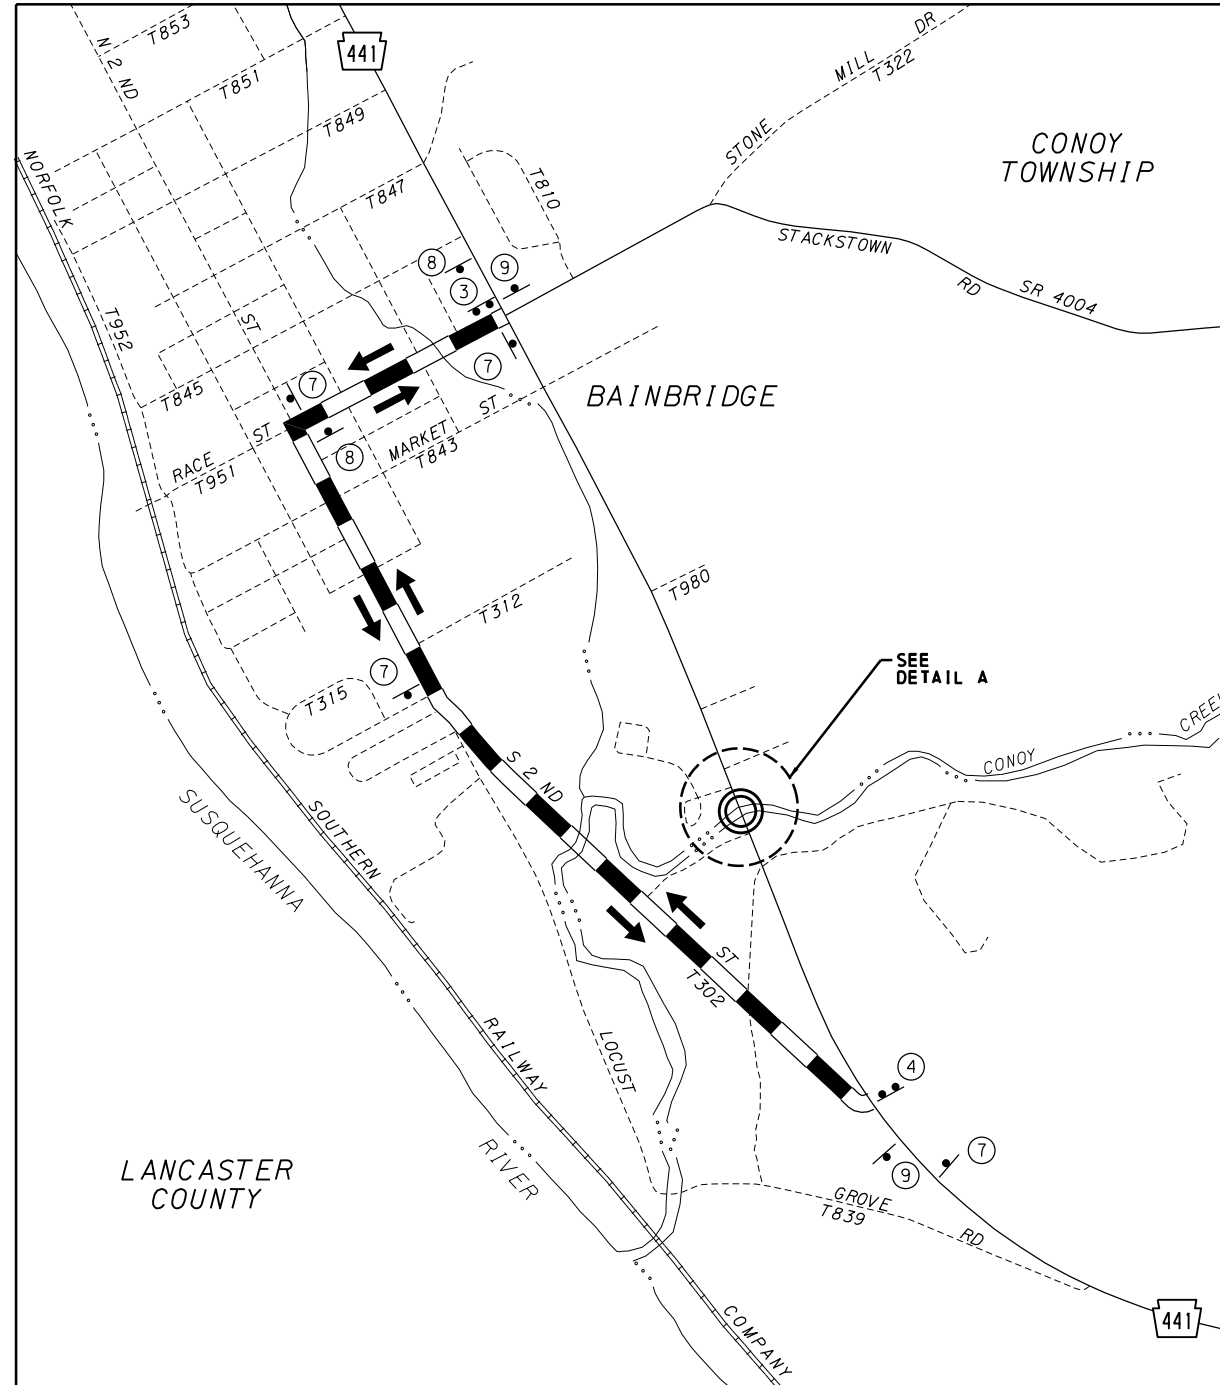 T853
N 2 ND
441
T851
T849
MILL DR
T322
STONE
CONOY
TOWNSHIP
NORFOLK
T847
T810
STACKSTOWN
RD
SR 4004
8
9
3
T952
ST
7
7
T845
BAINBRIDGE
ST
ST
MARKET
T843
RACE
T951
8
T980
T312
SEE
DETAIL A
7
T315
CREEK
CONOY
S 2 ND
SUSQUEHANNA
SOUTHERN
ST
T302
LOCUST
RAILWAY
4
7
9
RIVER
LANCASTER
COUNTY
GROVE
T839
RD
441
COMPANY